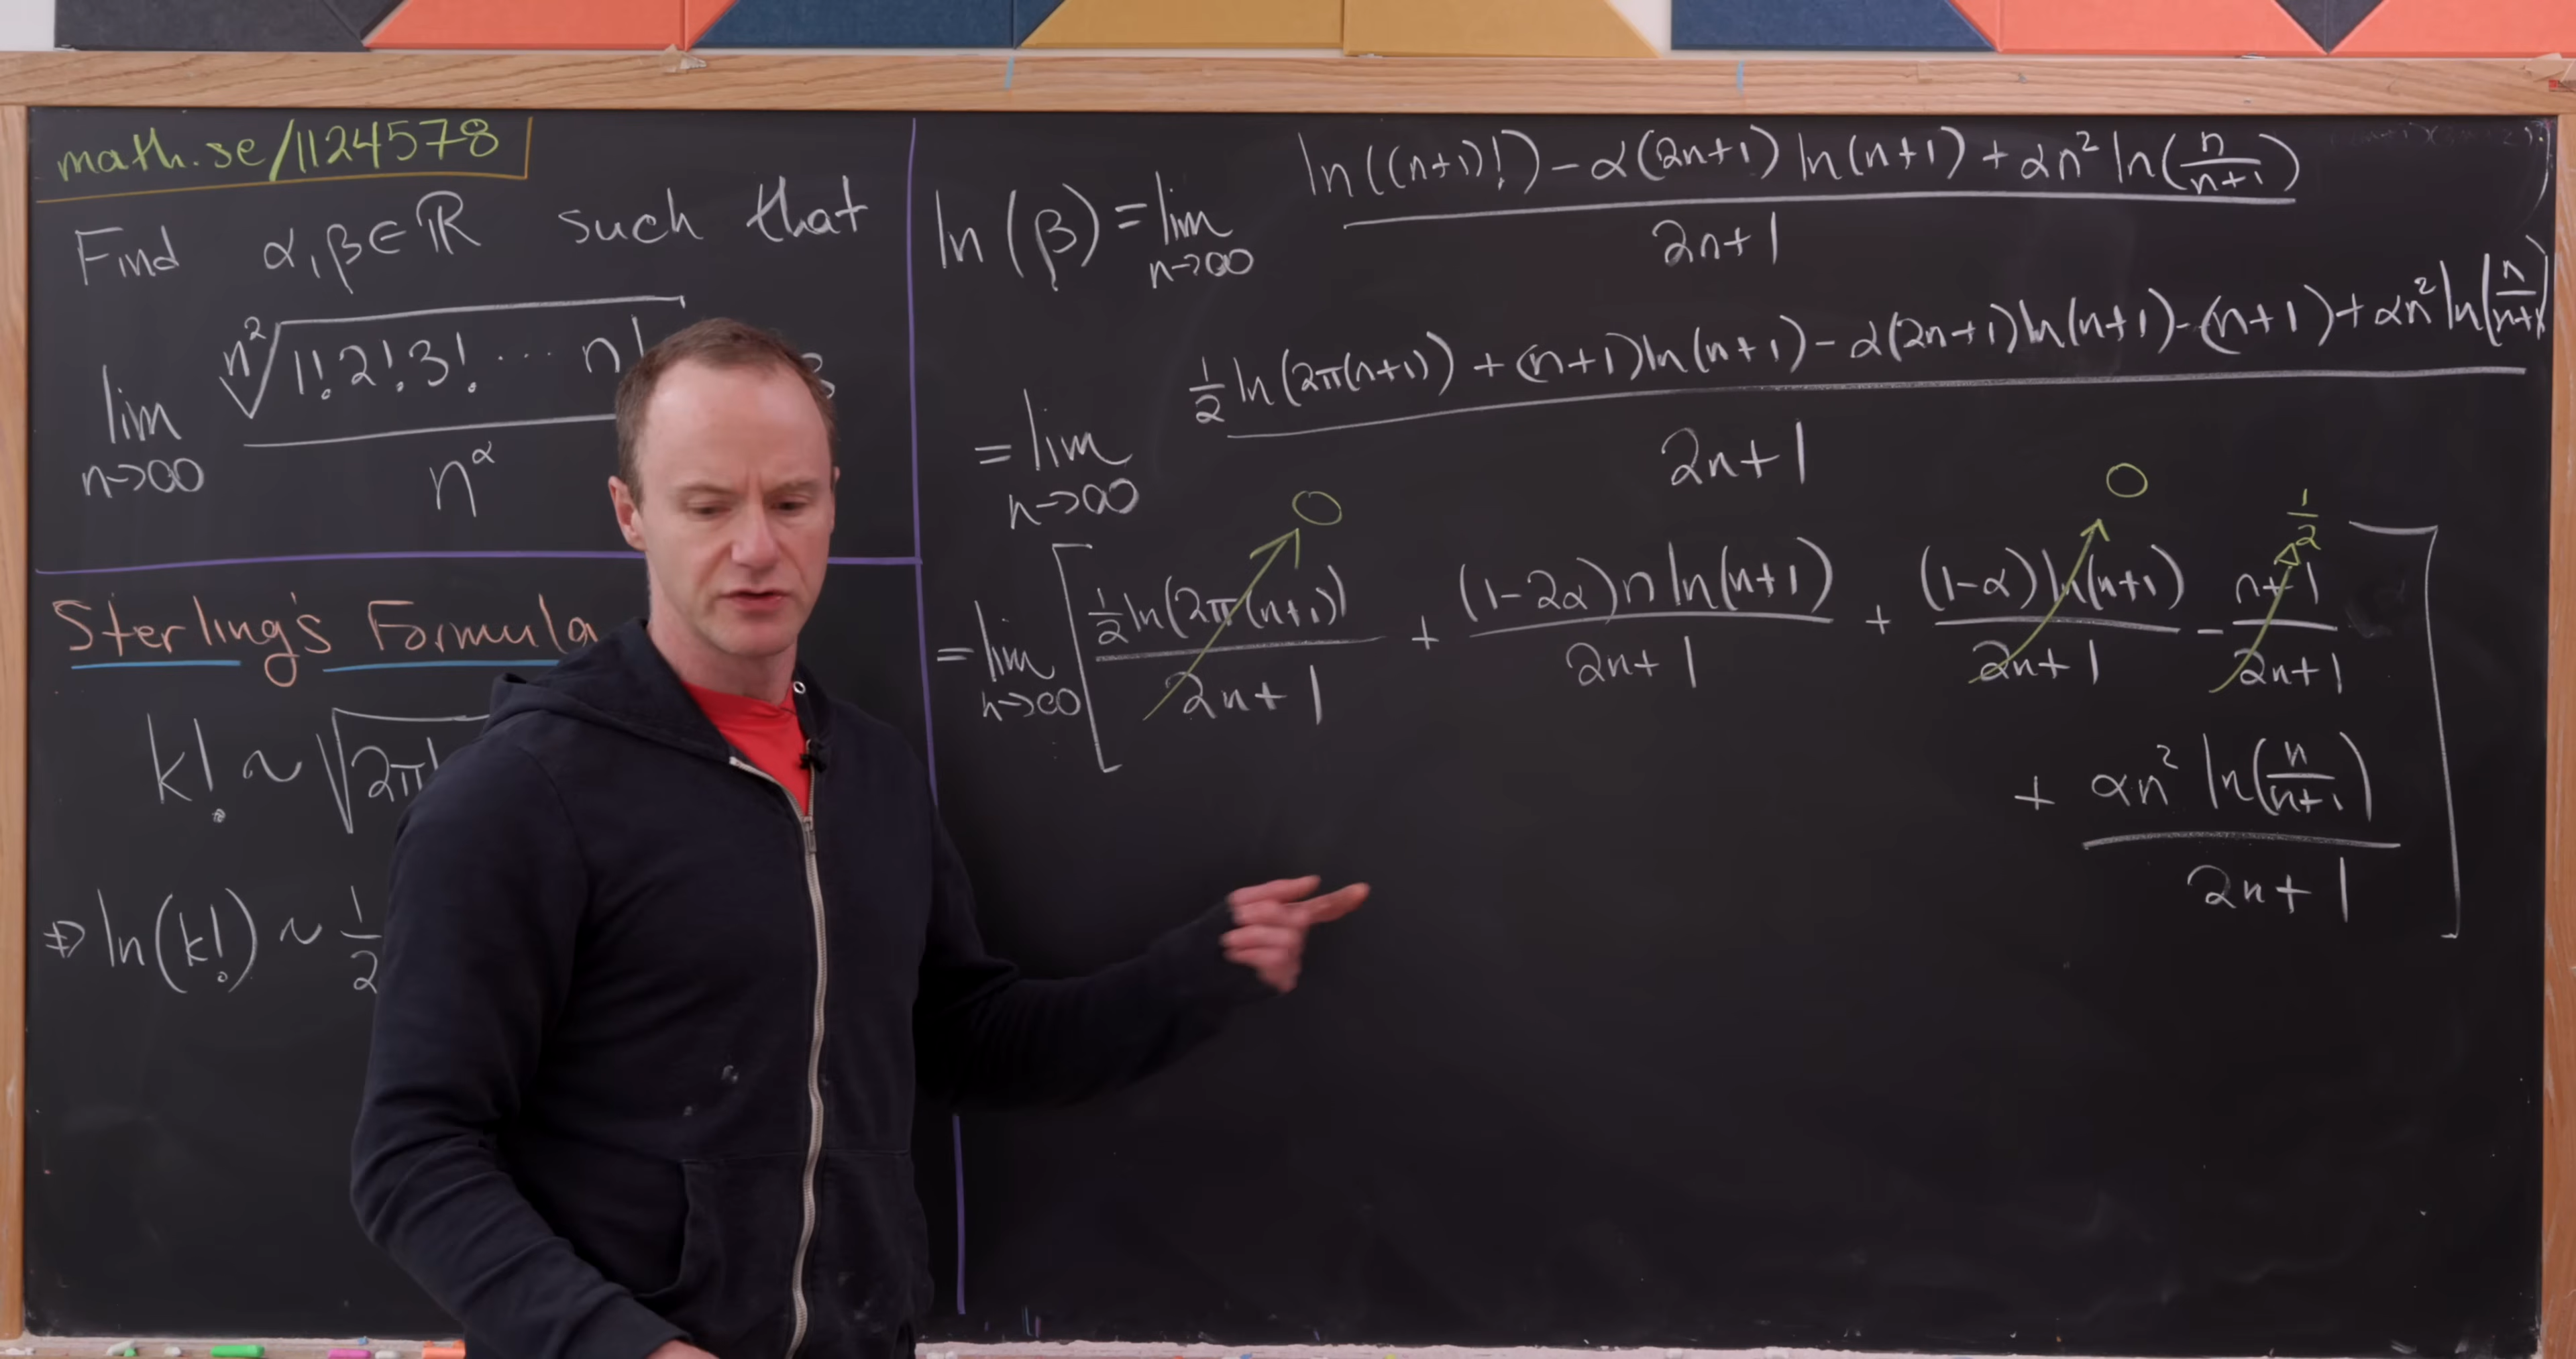 math.se/1124578
Find α,β∈ℝ such that
lim n→∞ ⁿ²√(1!2!3!⋯n! / n^α
Sterling's Formula
k! ~ √2π
⇒ ln(k!) ~ 1/2
ln(β) = lim n→∞ (ln((n+1)!) - α(2n+1) ln(n+1) + αn² ln(n/(n+1))) / (2n+1)
= lim n→∞ (1/2 ln(2π(n+1)) + (n+1)ln(n+1) - α(2n+1)ln(n+1) - (n+1) + αn² ln(n/(n+1))) / (2n+1)
0 0 1/2
= lim n→∞ [ (1/2 ln(2π(n+1))) / (2n+1) + ((1-2α)n ln(n+1)) / (2n+1) + ((1-α)ln(n+1)) / (2n+1) - (n+1) / (2n+1)
+ (αn² ln(n/(n+1))) / (2n+1) ]